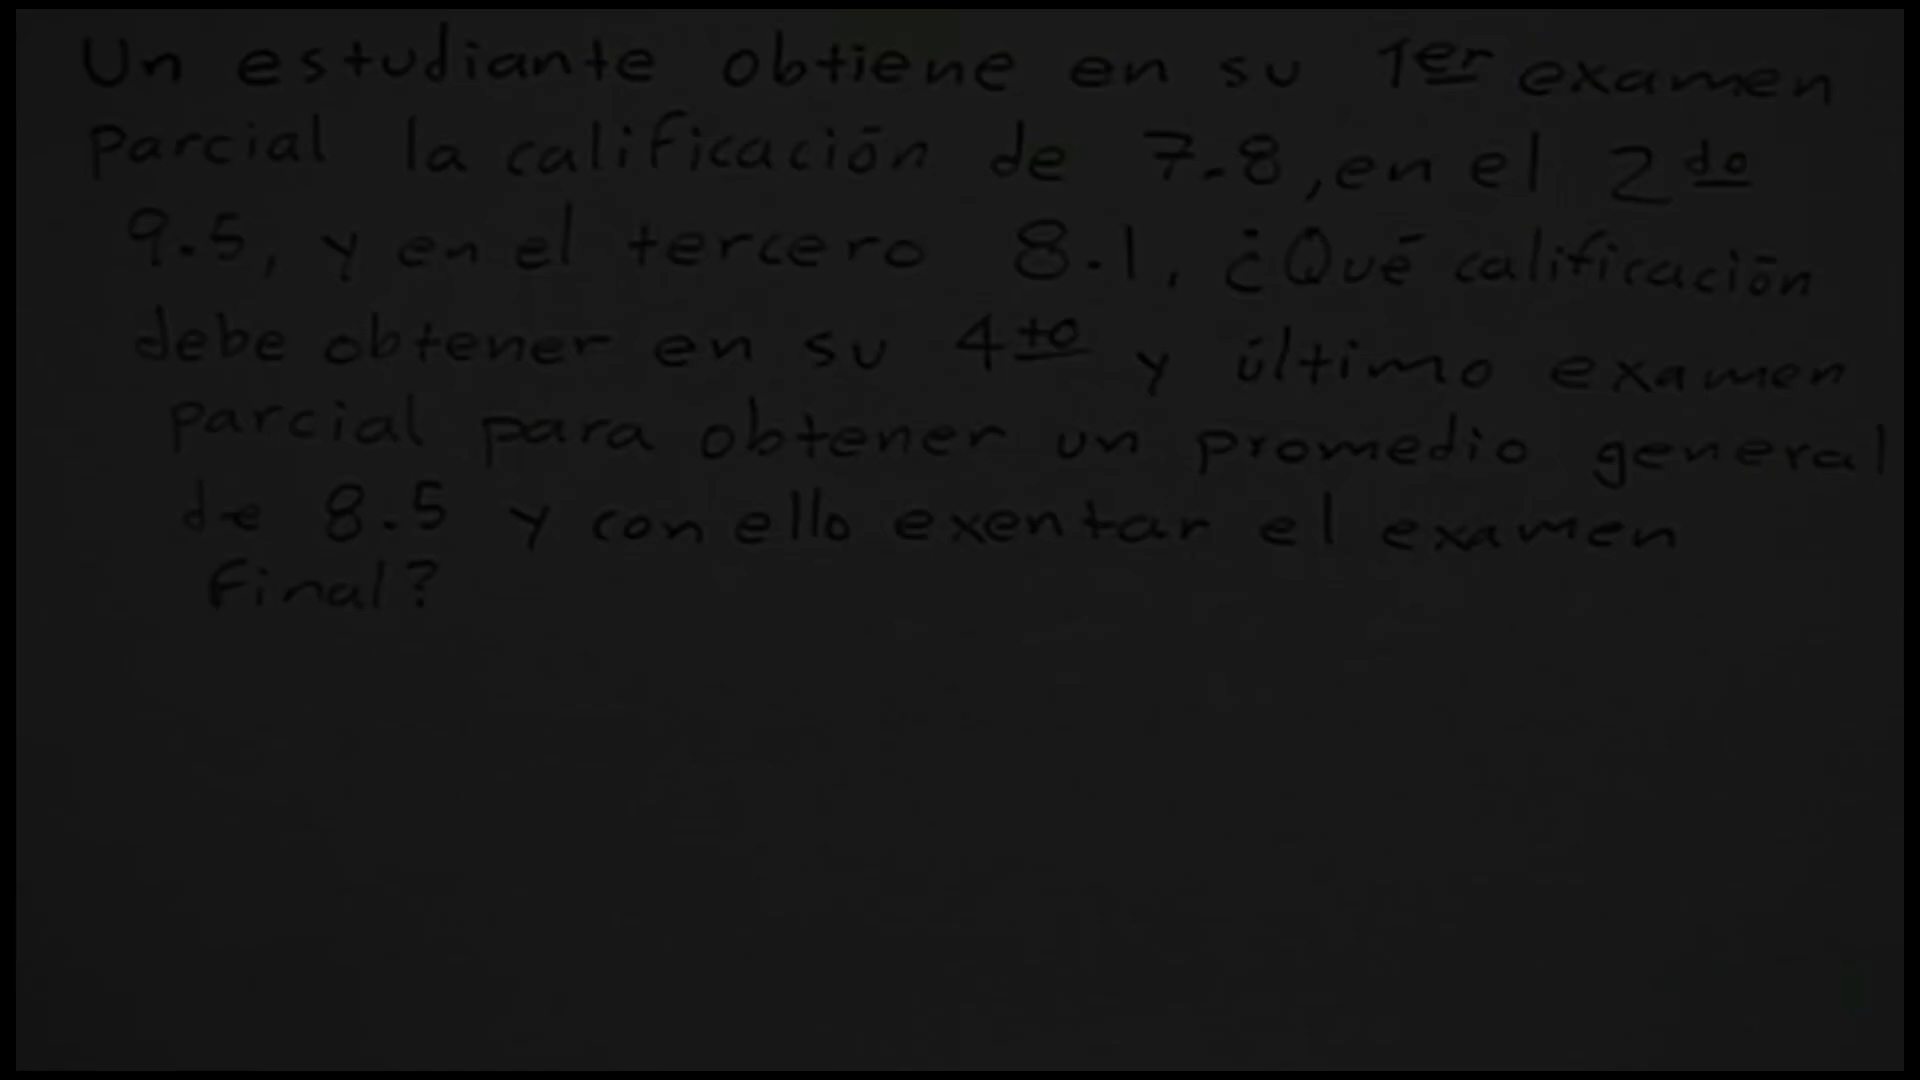 Un estudiante obtiene en su 1er examen
Parcial la calificación de 7.8, en el 2do
9.5, y en el tercero 8.1. ¿Qué calificación
debe obtener en su 4to y último examen
Parcial para obtener un promedio general
de 8.5 y con ello exentar el examen
Final?